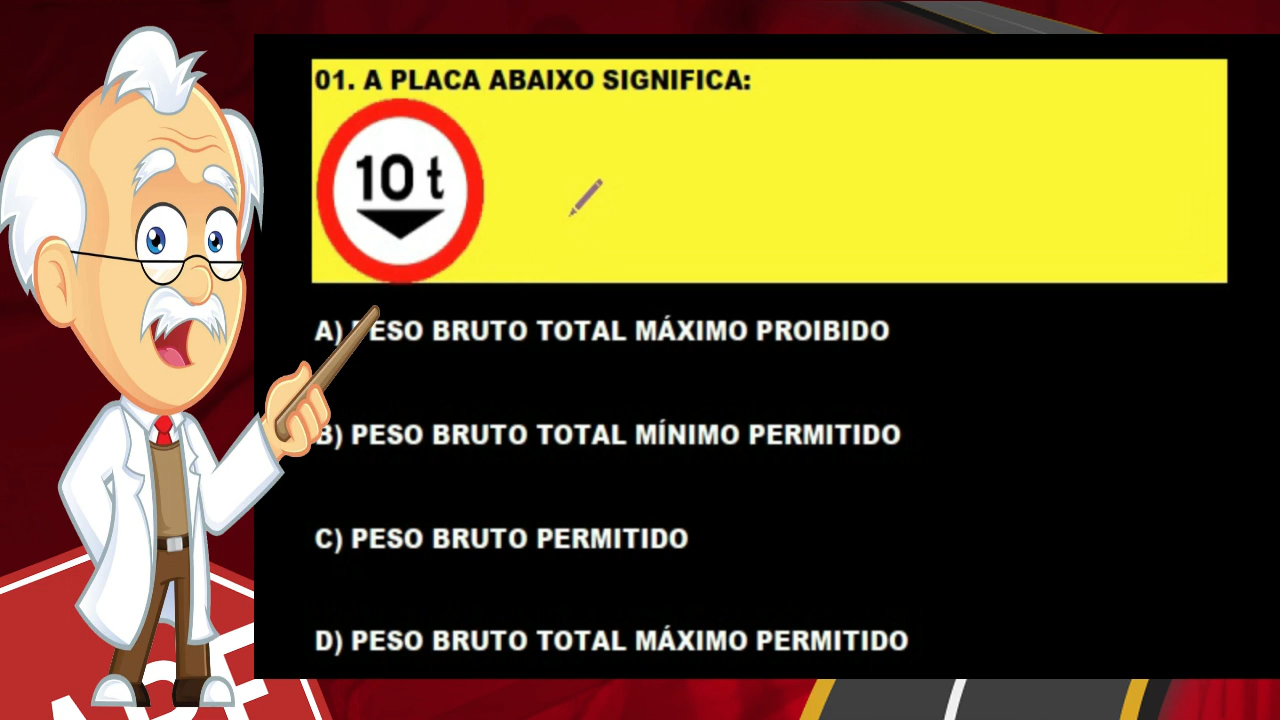 01. A PLACA ABAIXO SIGNIFICA:
10 t
A) PESO BRUTO TOTAL MÁXIMO PROIBIDO
B) PESO BRUTO TOTAL MÍNIMO PERMITIDO
C) PESO BRUTO PERMITIDO
D) PESO BRUTO TOTAL MÁXIMO PERMITIDO